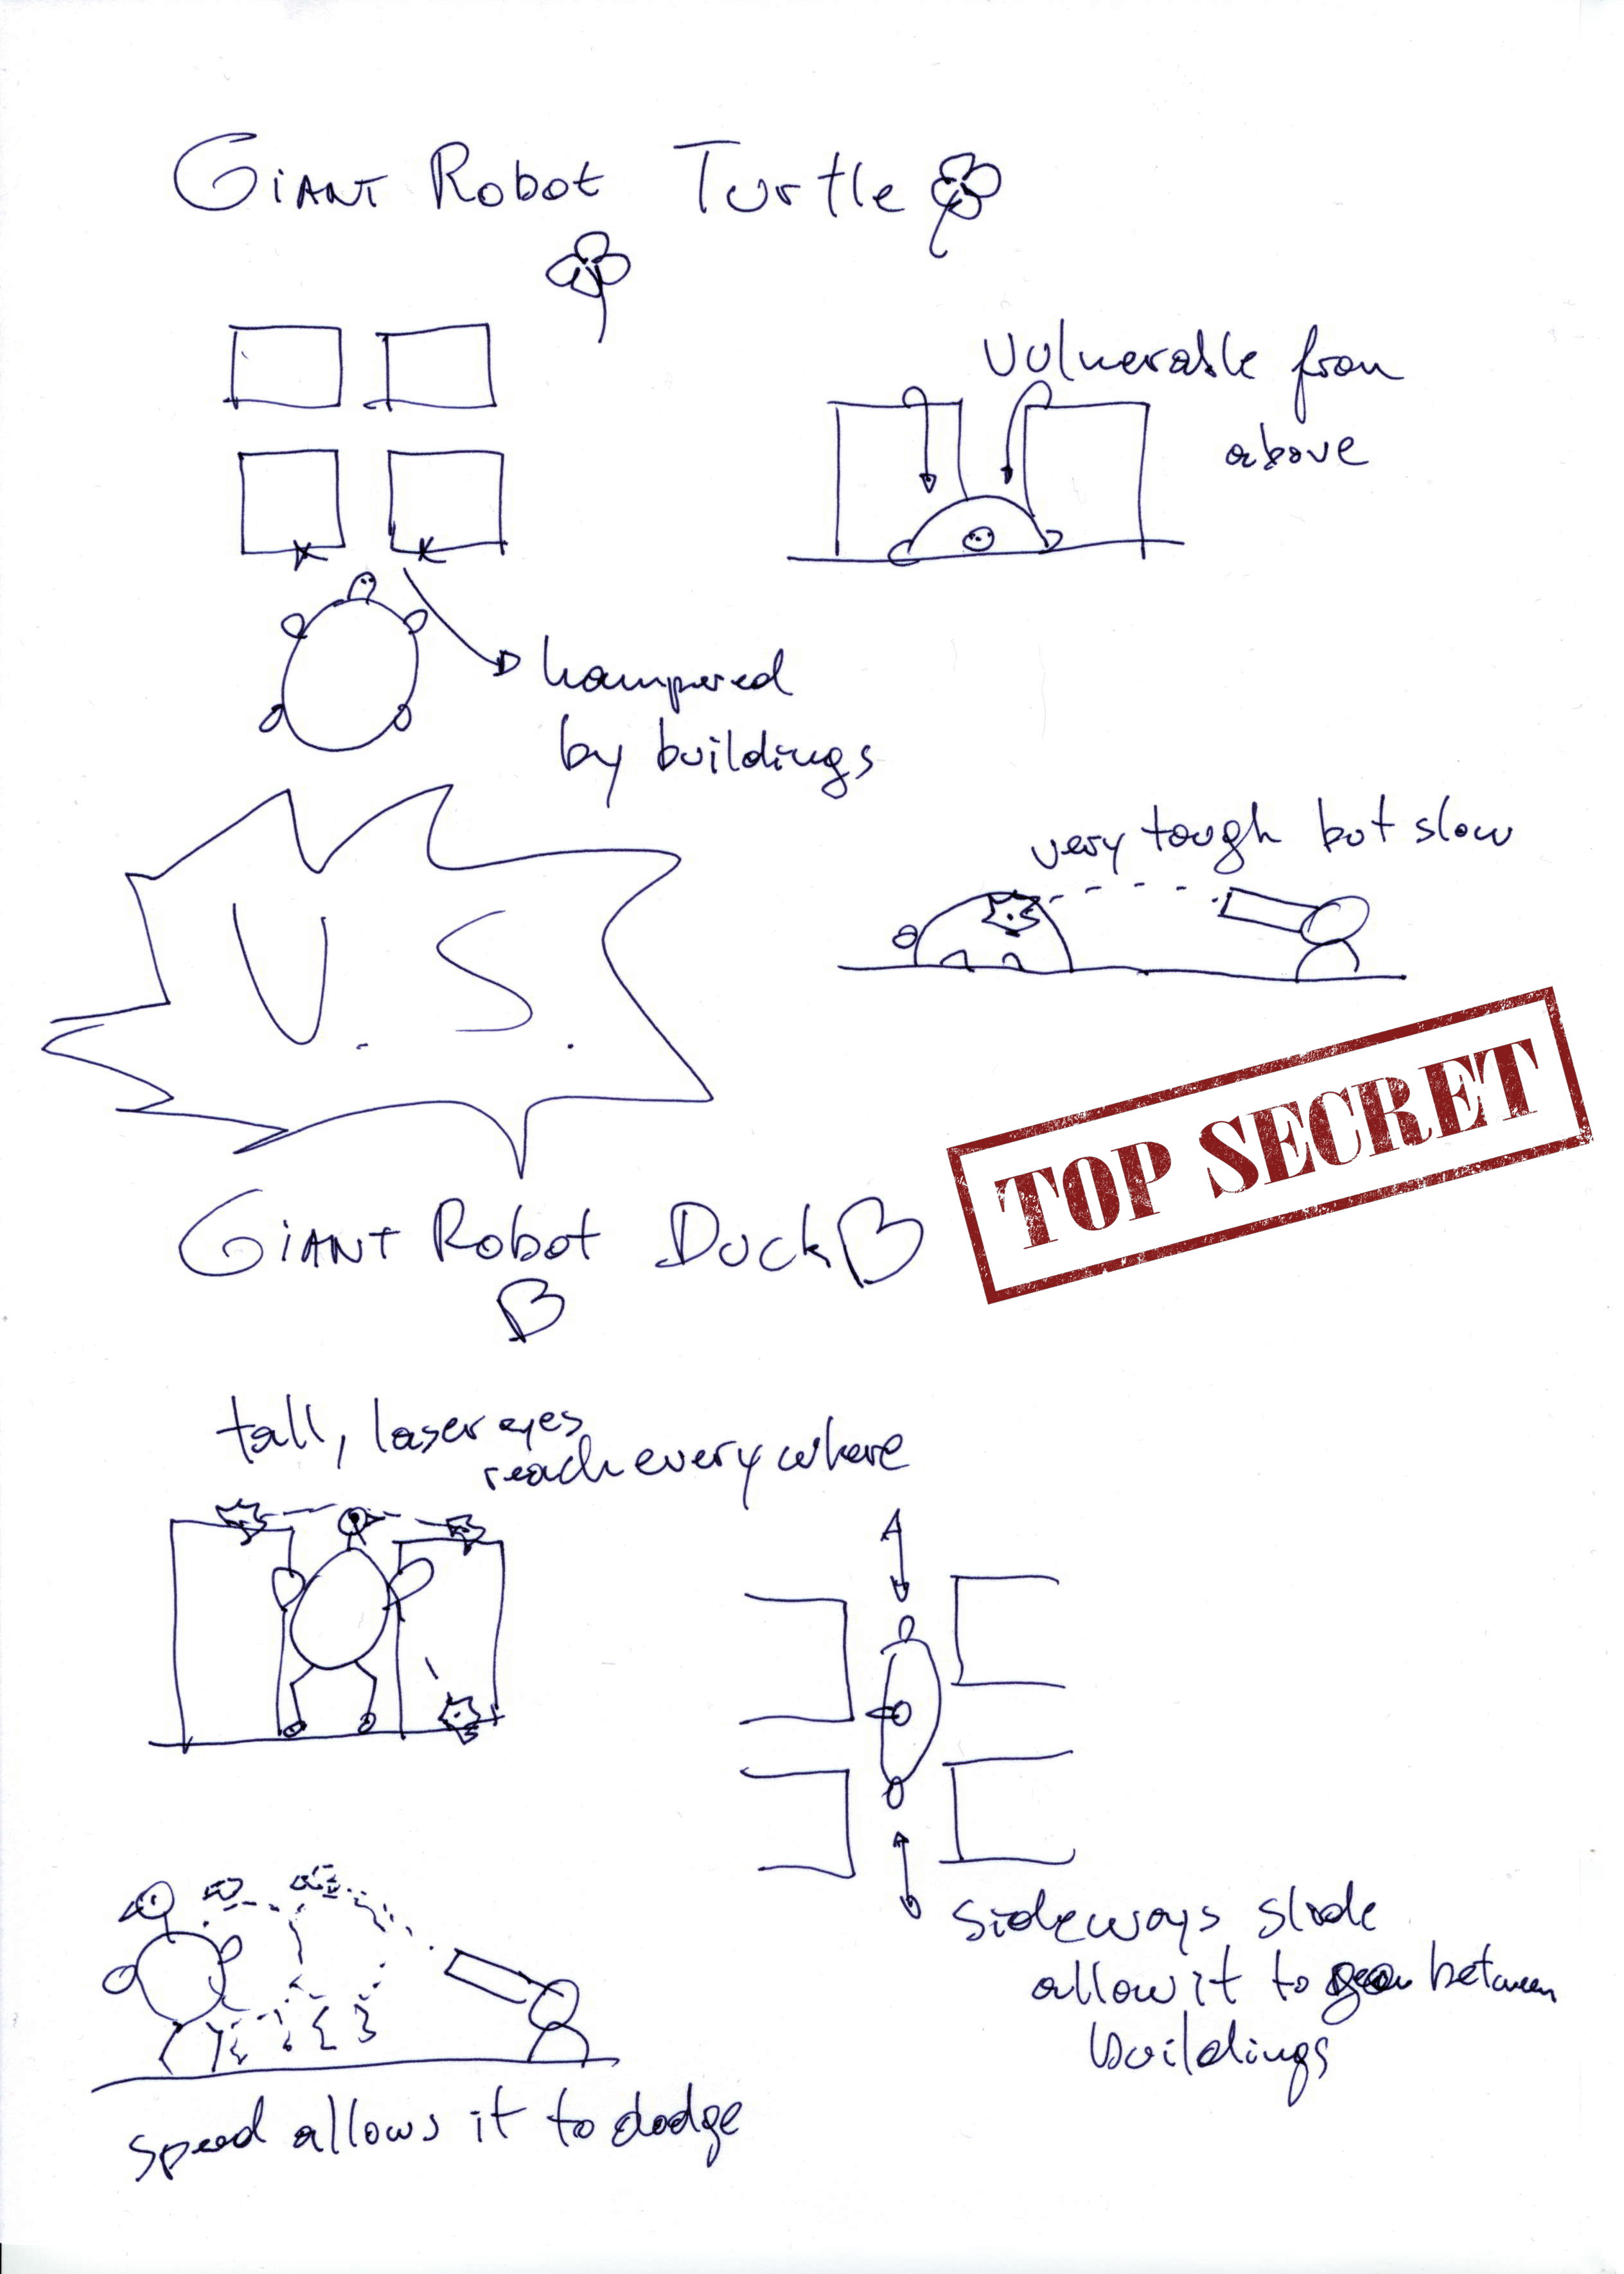 GIANT ROBOT Turtle
Vulnerable from
above
hampered
by buildings
very tough but slow
U.S.
TOP SECRET
GIANT ROBOT Duck
tall, laser eyes
reach everywhere
sideways slide
allow it to go between
buildings
speed allows it to dodge